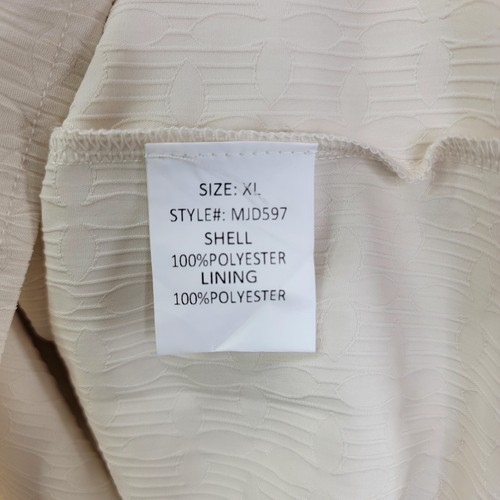 SIZE: XL
STYLE#: MJD597
SHELL
100%POLYESTER
LINING
100%POLYESTER